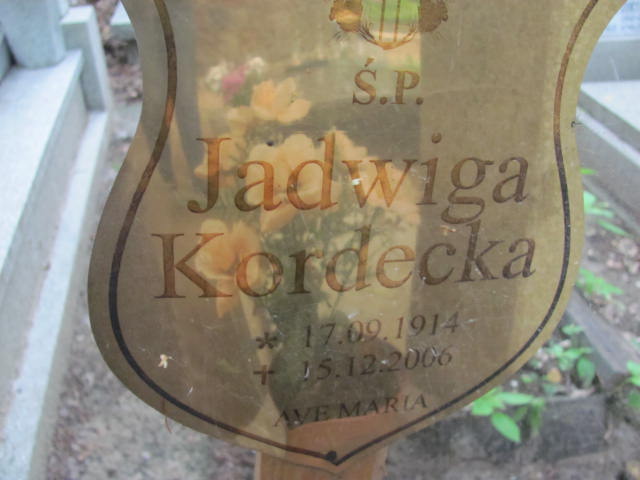 Ś.P.
Jadwiga
Kordecka
* 17.09.1914
+ 15.12.2006
AVE MARIA